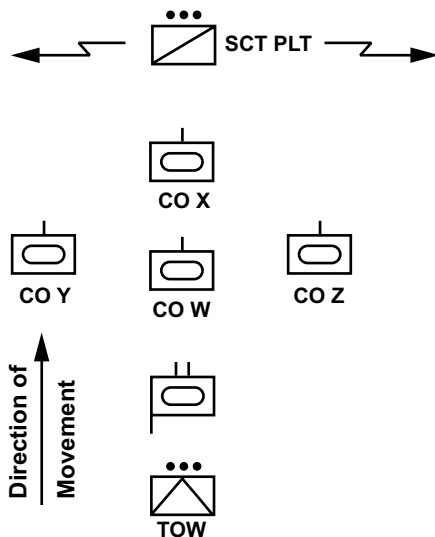 SCT PLT
CO X
CO Y
CO W
CO Z
Direction of
Movement
TOW